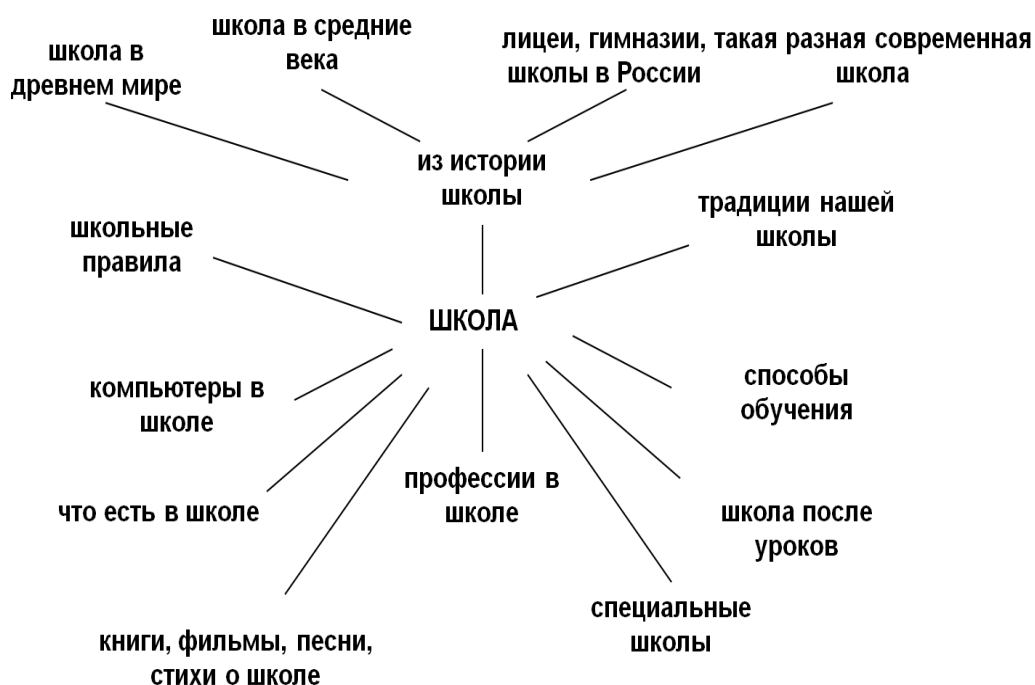 школа в
древнем мире
школа в средние
века
лицеи, гимназии,
школы в России
такая разная современная
школа
из истории
школы
школьные
правила
традиции нашей
школы
ШКОЛА
компьютеры в
школе
способы
обучения
что есть в школе
профессии в
школе
школа после
уроков
книги, фильмы, песни,
стихи о школе
специальные
школы